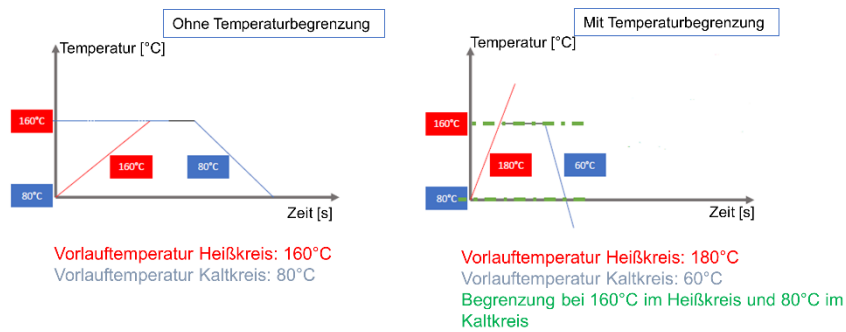 Ohne Temperaturbegrenzung
Temperatur [°C]
160°C
160°C
80°C
80°C
Zeit [s]
Vorlauftemperatur Heißkreis: 160°C
Vorlauftemperatur Kaltkreis: 80°C
Mit Temperaturbegrenzung
Temperatur [°C]
160°C
180°C
60°C
80°C
Zeit [s]
Vorlauftemperatur Heißkreis: 180°C
Vorlauftemperatur Kaltkreis: 60°C
Begrenzung bei 160°C im Heißkreis und 80°C im
Kaltkreis